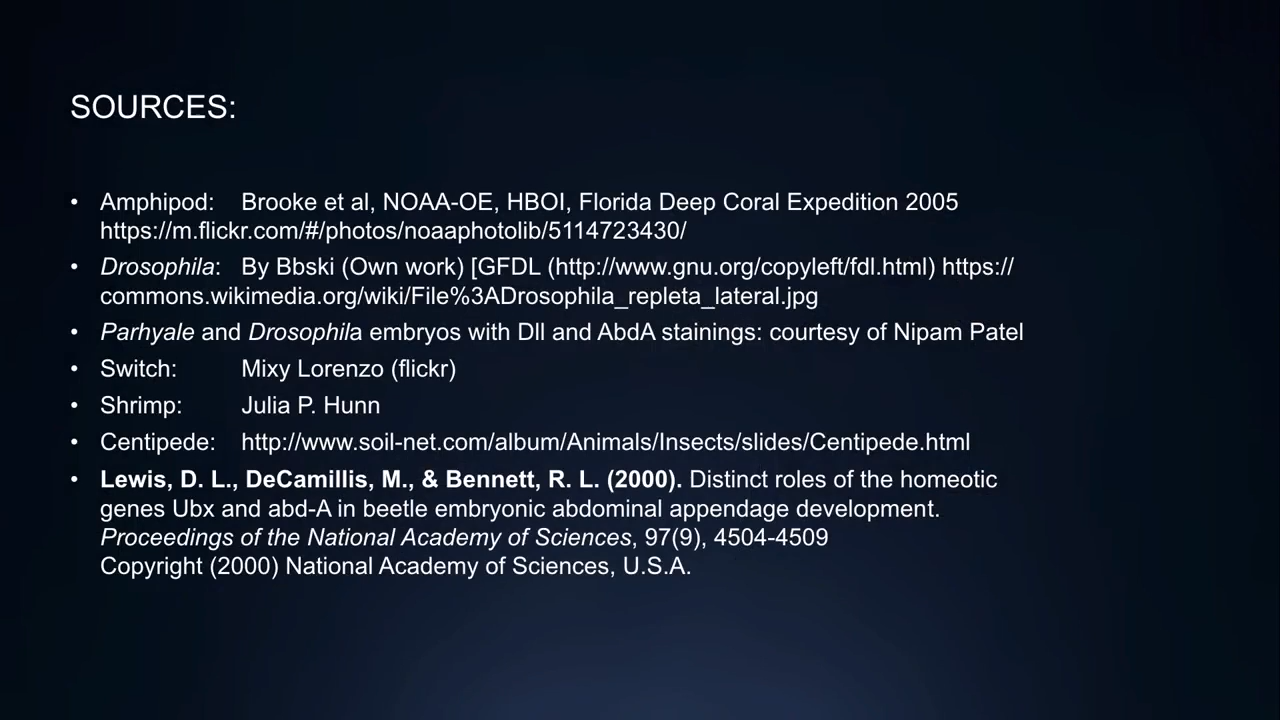 SOURCES:
• Amphipod: Brooke et al, NOAA-OE, HBOI, Florida Deep Coral Expedition 2005
https://m.flickr.com/#/photos/noaaphotolib/5114723430/
• Drosophila: By Bbski (Own work) [GFDL (http://www.gnu.org/copyleft/fdl.html) https://
commons.wikimedia.org/wiki/File%3ADrosophila_repleta_lateral.jpg
• Parhyale and Drosophila embryos with Dll and AbdA stainings: courtesy of Nipam Patel
• Switch: Mixy Lorenzo (flickr)
• Shrimp: Julia P. Hunn
• Centipede: http://www.soil-net.com/album/Animals/Insects/slides/Centipede.html
• Lewis, D. L., DeCamillis, M., & Bennett, R. L. (2000). Distinct roles of the homeotic
genes Ubx and abd-A in beetle embryonic abdominal appendage development.
Proceedings of the National Academy of Sciences, 97(9), 4504-4509
Copyright (2000) National Academy of Sciences, U.S.A.